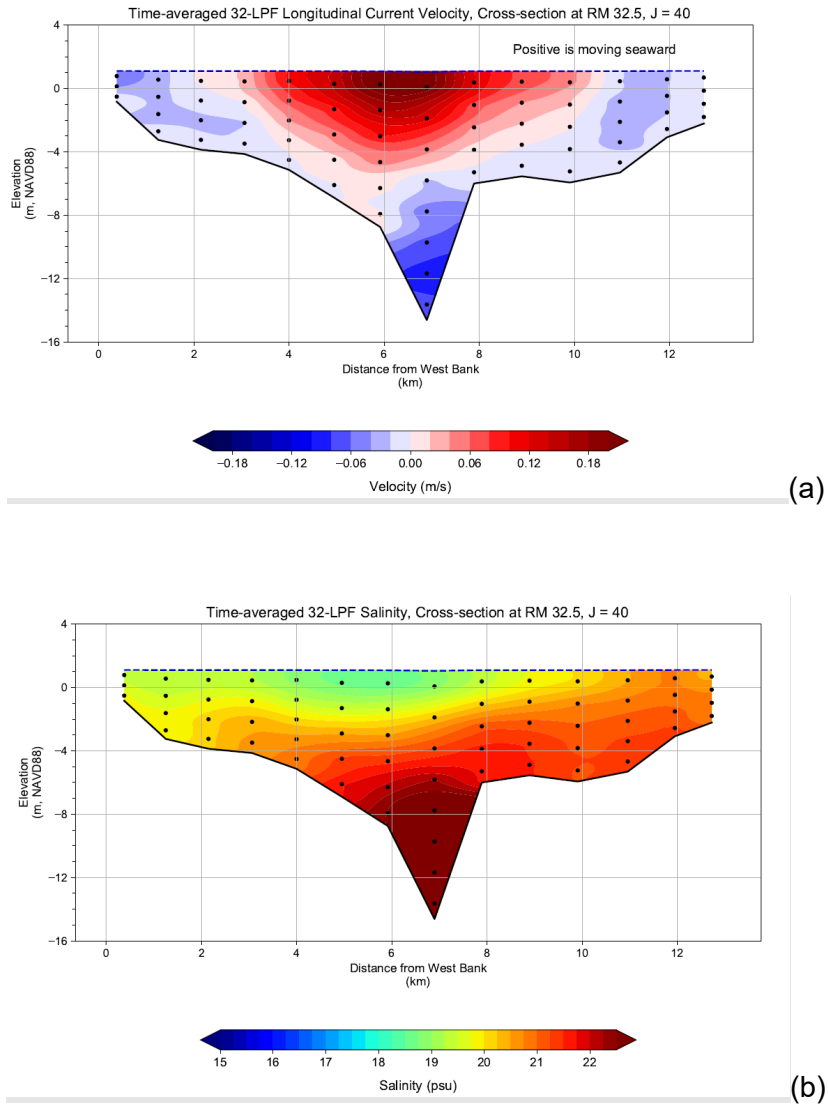 Time-averaged 32-LPF Longitudinal Current Velocity, Cross-section at RM 32.5, J = 40
Positive is moving seaward
4
0
−4
−8
−12
−16
Elevation
(m, NAVD88)
0 2 4 6 8 10 12
Distance from West Bank
(km)
−0.18 −0.12 −0.06 0.00 0.06 0.12 0.18
Velocity (m/s)
(a)
Time-averaged 32-LPF Salinity, Cross-section at RM 32.5, J = 40
4
0
−4
−8
−12
−16
Elevation
(m, NAVD88)
0 2 4 6 8 10 12
Distance from West Bank
(km)
15 16 17 18 19 20 21 22
Salinity (psu)
(b)